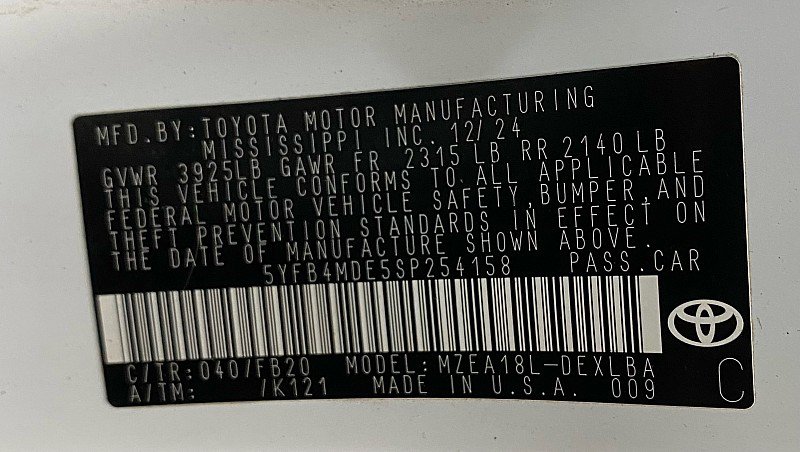 MFD.BY:TOYOTA MOTOR MANUFACTURING
MISSISSIPPI INC. 12/24
GVWR 3925LB GAWR FR 2315 LB RR 2140LB
THIS VEHICLE CONFORMS TO ALL APPLICABLE
FEDERAL MOTOR VEHICLE SAFETY,BUMPER,AND
THEFT PREVENTION STANDARDS IN EFFECT ON
THE DATE OF MANUFACTURE SHOWN ABOVE.
5YFB4MDE5SP254158 PASS.CAR
C/TR:040/FB20 MODEL:MZEA18L-DEXLBA
A/TM: /K121 MADE IN U.S.A. 009
C